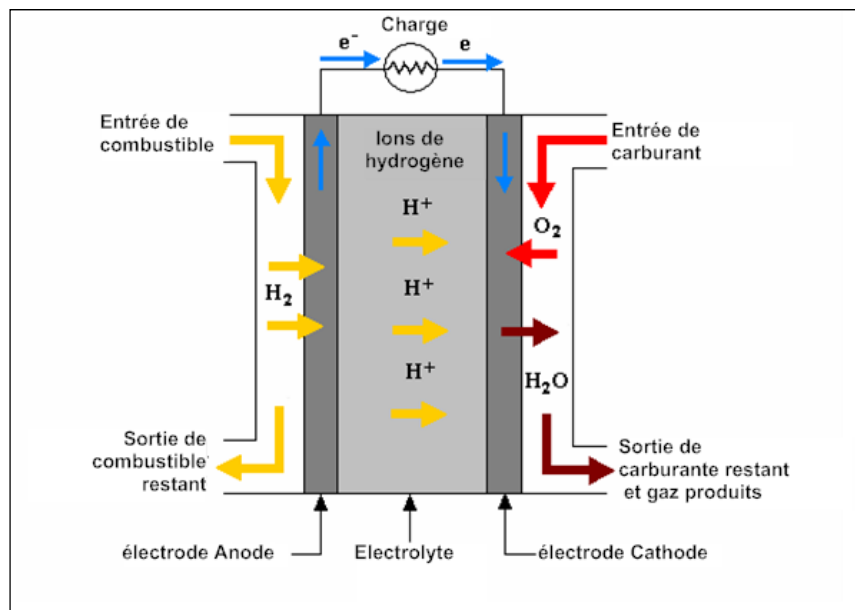 Charge
e⁻
e
Entrée de
combustible
Ions de
hydrogène
Entrée de
carburant
H⁺
O₂
H₂
H⁺
H⁺
H₂O
Sortie de
combustible
restant
Sortie de
carburante restant
et gaz produits
électrode Anode
Electrolyte
électrode Cathode